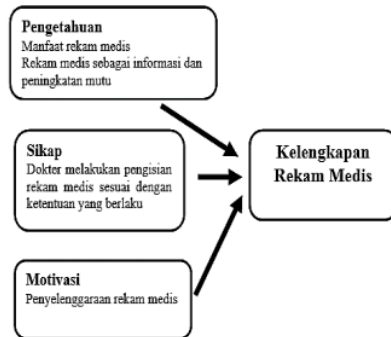 Pengetahuan
Manfaat rekam medis
Rekam medis sebagai informasi dan
peningkatan mutu
Sikap
Dokter melakukan pengisian
rekam medis sesuai dengan
ketentuan yang berlaku
Kelengkapan
Rekam Medis
Motivasi
Penyelenggaraan rekam medis